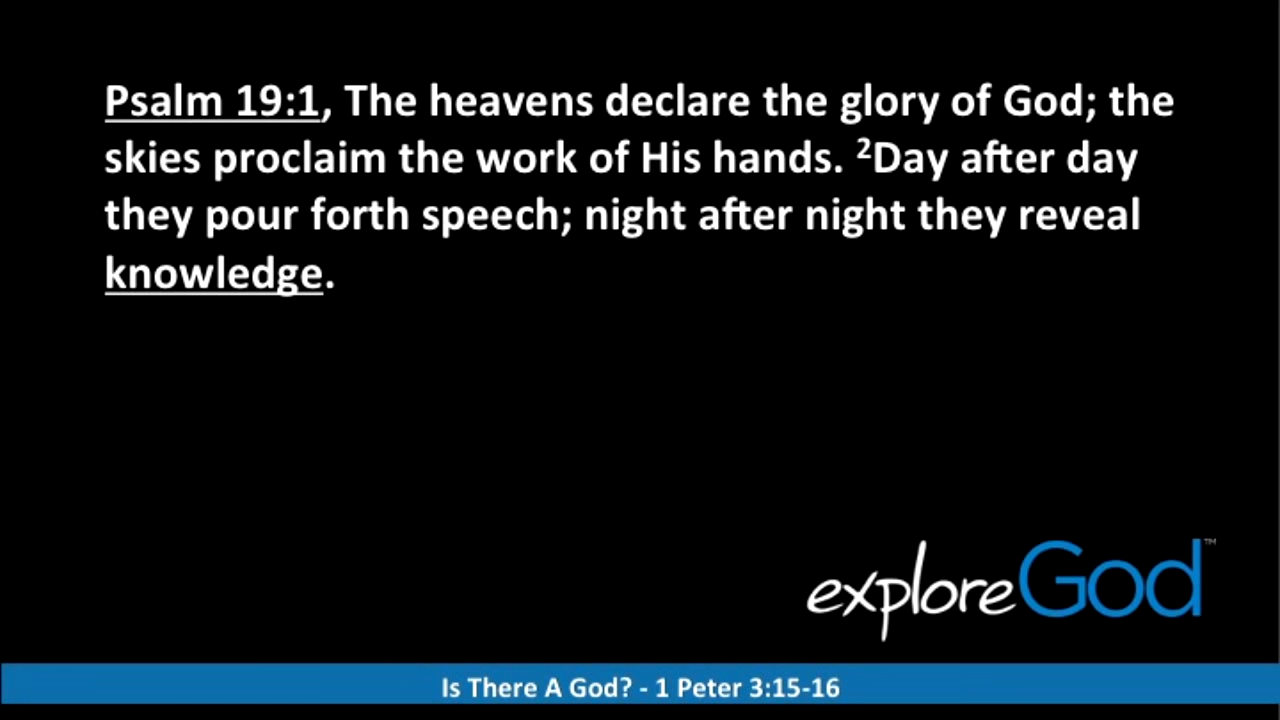 Psalm 19:1, The heavens declare the glory of God; the
skies proclaim the work of His hands. ²Day after day
they pour forth speech; night after night they reveal
knowledge.
exploreGod™
Is There A God? - 1 Peter 3:15-16